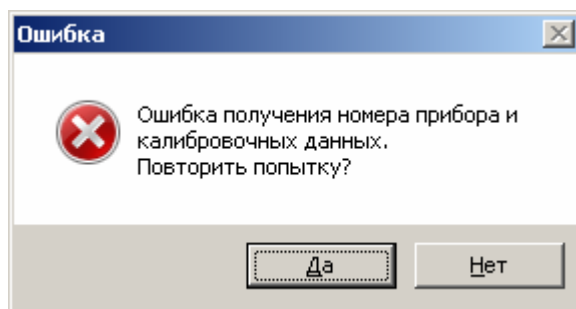 Ошибка
Ошибка получения номера прибора и
калибровочных данных.
Повторить попытку?
Да
Нет